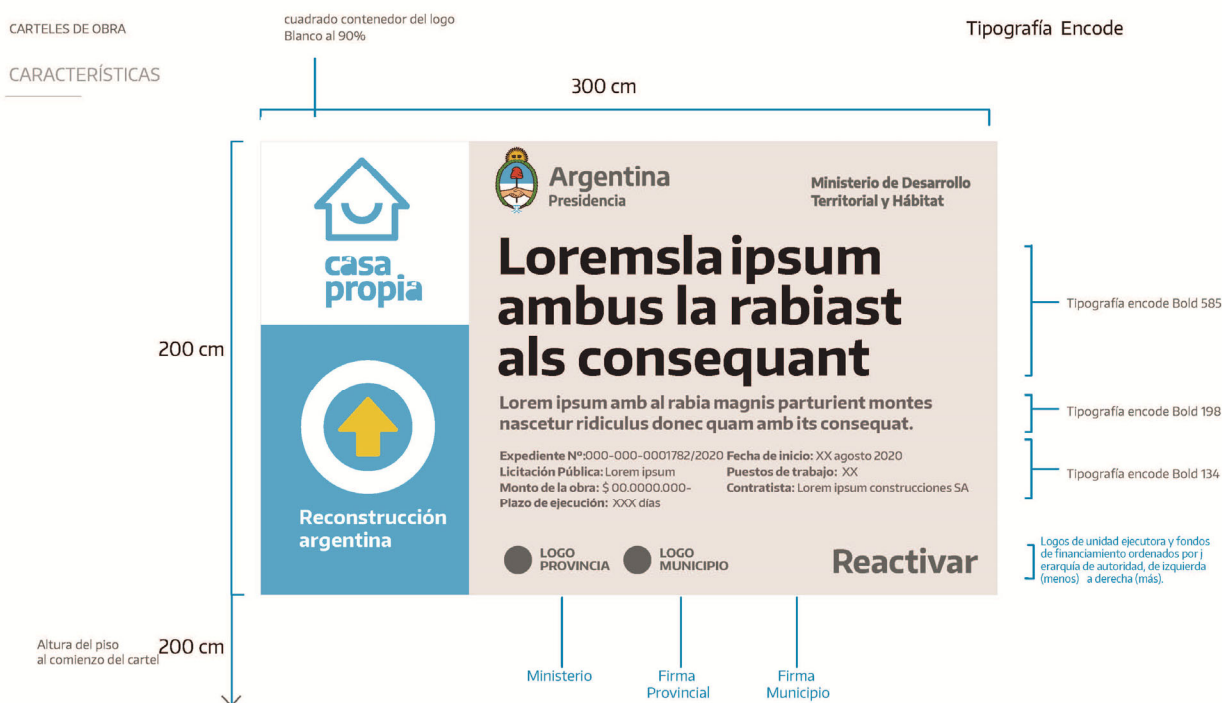 CARTELES DE OBRA
CARACTERÍSTICAS
cuadrado contenedor del logo
Blanco al 90%
Tipografía Encode
300 cm
200 cm
casa
propia
Reconstrucción
argentina
Argentina
Presidencia
Ministerio de Desarrollo
Territorial y Hábitat
Loremsla ipsum
ambus la rabiast
als consequant
Lorem ipsum amb al rabia magnis parturient montes
nascetur ridiculus donec quam amb its consequat.
Expediente Nº:000-000-0001782/2020 Fecha de inicio: XX agosto 2020
Licitación Pública: Lorem ipsum Puestos de trabajo: XX
Monto de la obra: $ 00.0000.000- Contratista: Lorem ipsum construcciones SA
Plazo de ejecución: XXX días
LOGO
PROVINCIA
LOGO
MUNICIPIO
Reactivar
Tipografía encode Bold 585
Tipografía encode Bold 198
Tipografía encode Bold 134
Logos de unidad ejecutora y fondos
de financiamiento ordenados por j
erarquía de autoridad, de izquierda
(menos) a derecha (más).
Altura del piso
al comienzo del cartel
200 cm
Ministerio
Firma
Provincial
Firma
Municipio